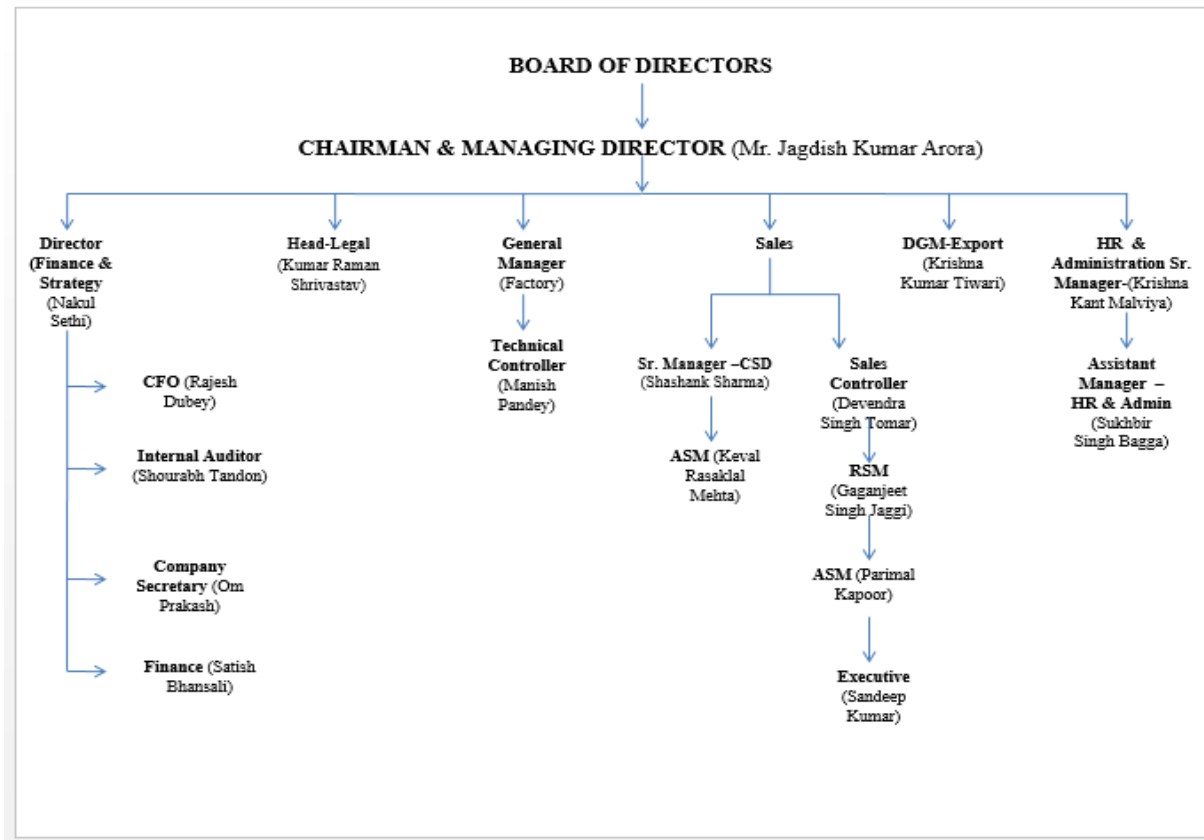 BOARD OF DIRECTORS
CHAIRMAN & MANAGING DIRECTOR (Mr. Jagdish Kumar Arora)
Director
(Finance &
Strategy
(Nakul
Sethi)
Head-Legal
(Kumar Raman
Shrivastav)
General
Manager
(Factory)
Sales
DGM-Export
(Krishna
Kumar Tiwari)
HR &
Administration Sr.
Manager-(Krishna
Kant Malviya)
Technical
Controller
(Manish
Pandey)
Sr. Manager –CSD
(Shashank Sharma)
Sales
Controller
(Devendra
Singh Tomar)
Assistant
Manager –
HR & Admin
(Sukhbir
Singh Bagga)
CFO (Rajesh
Dubey)
Internal Auditor
(Shourabh Tandon)
ASM (Keval
Rasaklal
Mehta)
RSM
(Gaganjeet
Singh Jaggi)
Company
Secretary (Om
Prakash)
ASM (Parimal
Kapoor)
Finance (Satish
Bhansali)
Executive
(Sandeep
Kumar)